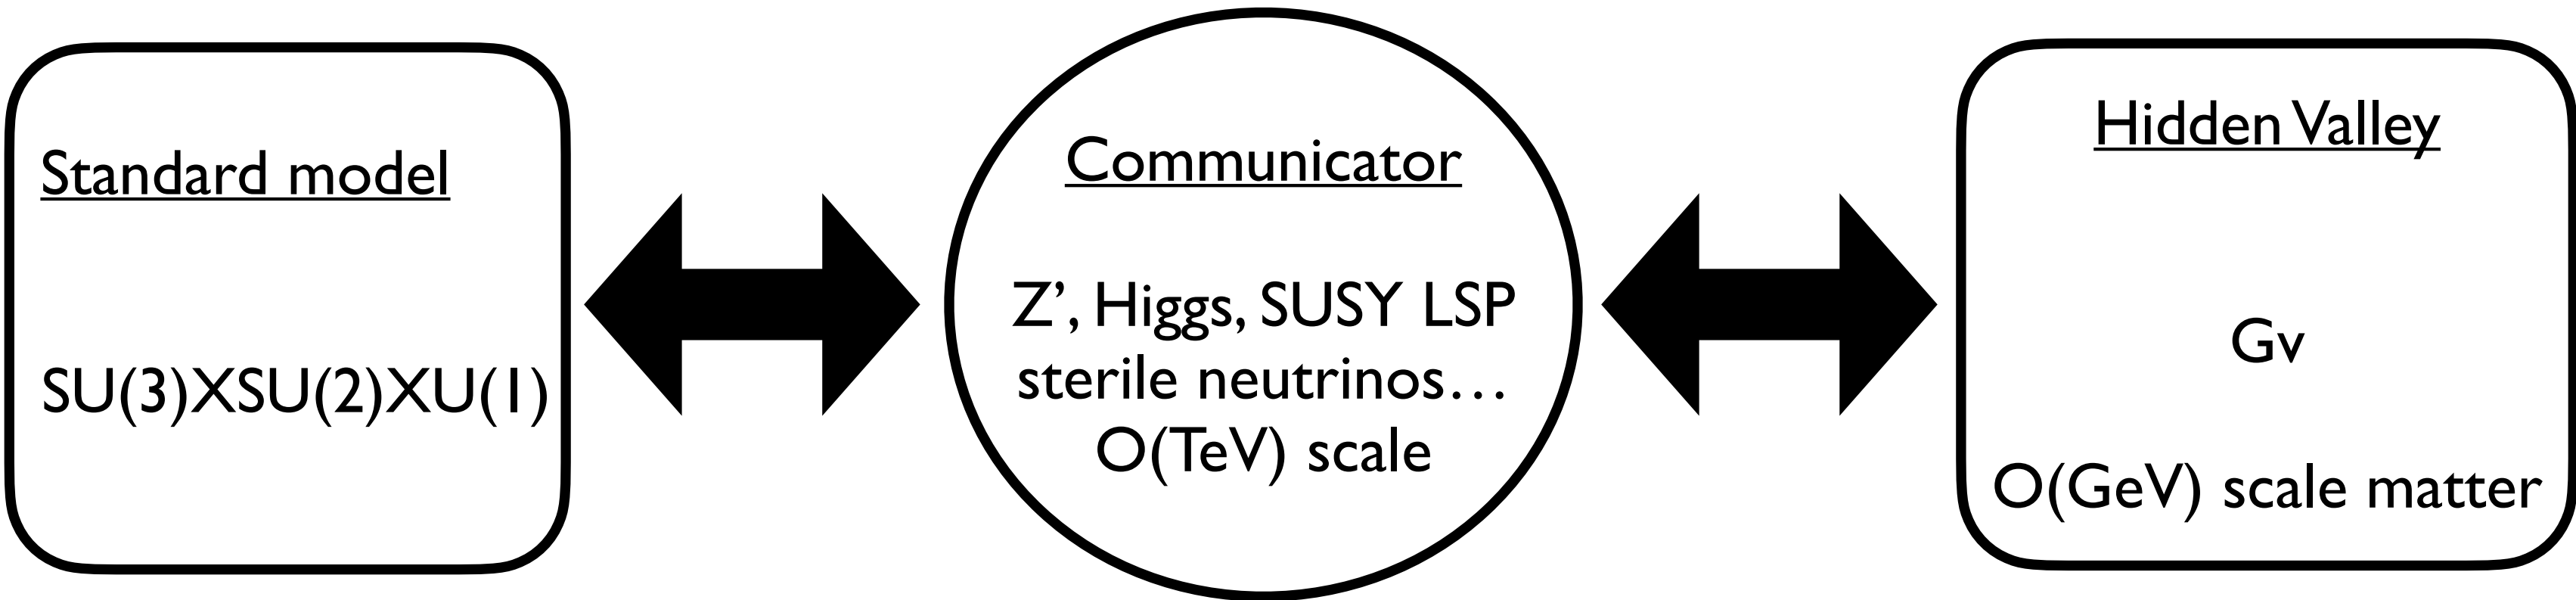 Standard model
SU(3)XSU(2)XU(1)
Communicator
Z’, Higgs, SUSY LSP
sterile neutrinos…
O(TeV) scale
Hidden Valley
Gv
O(GeV) scale matter